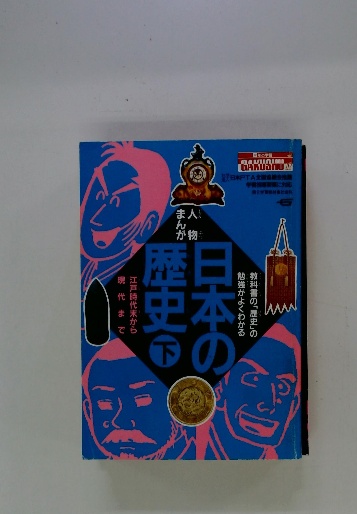 GAKUSHU
人物
まんが
日本の
歴史
下
教科書の「歴史」の
勉強がよくわかる
江戸時代末から
現代まで